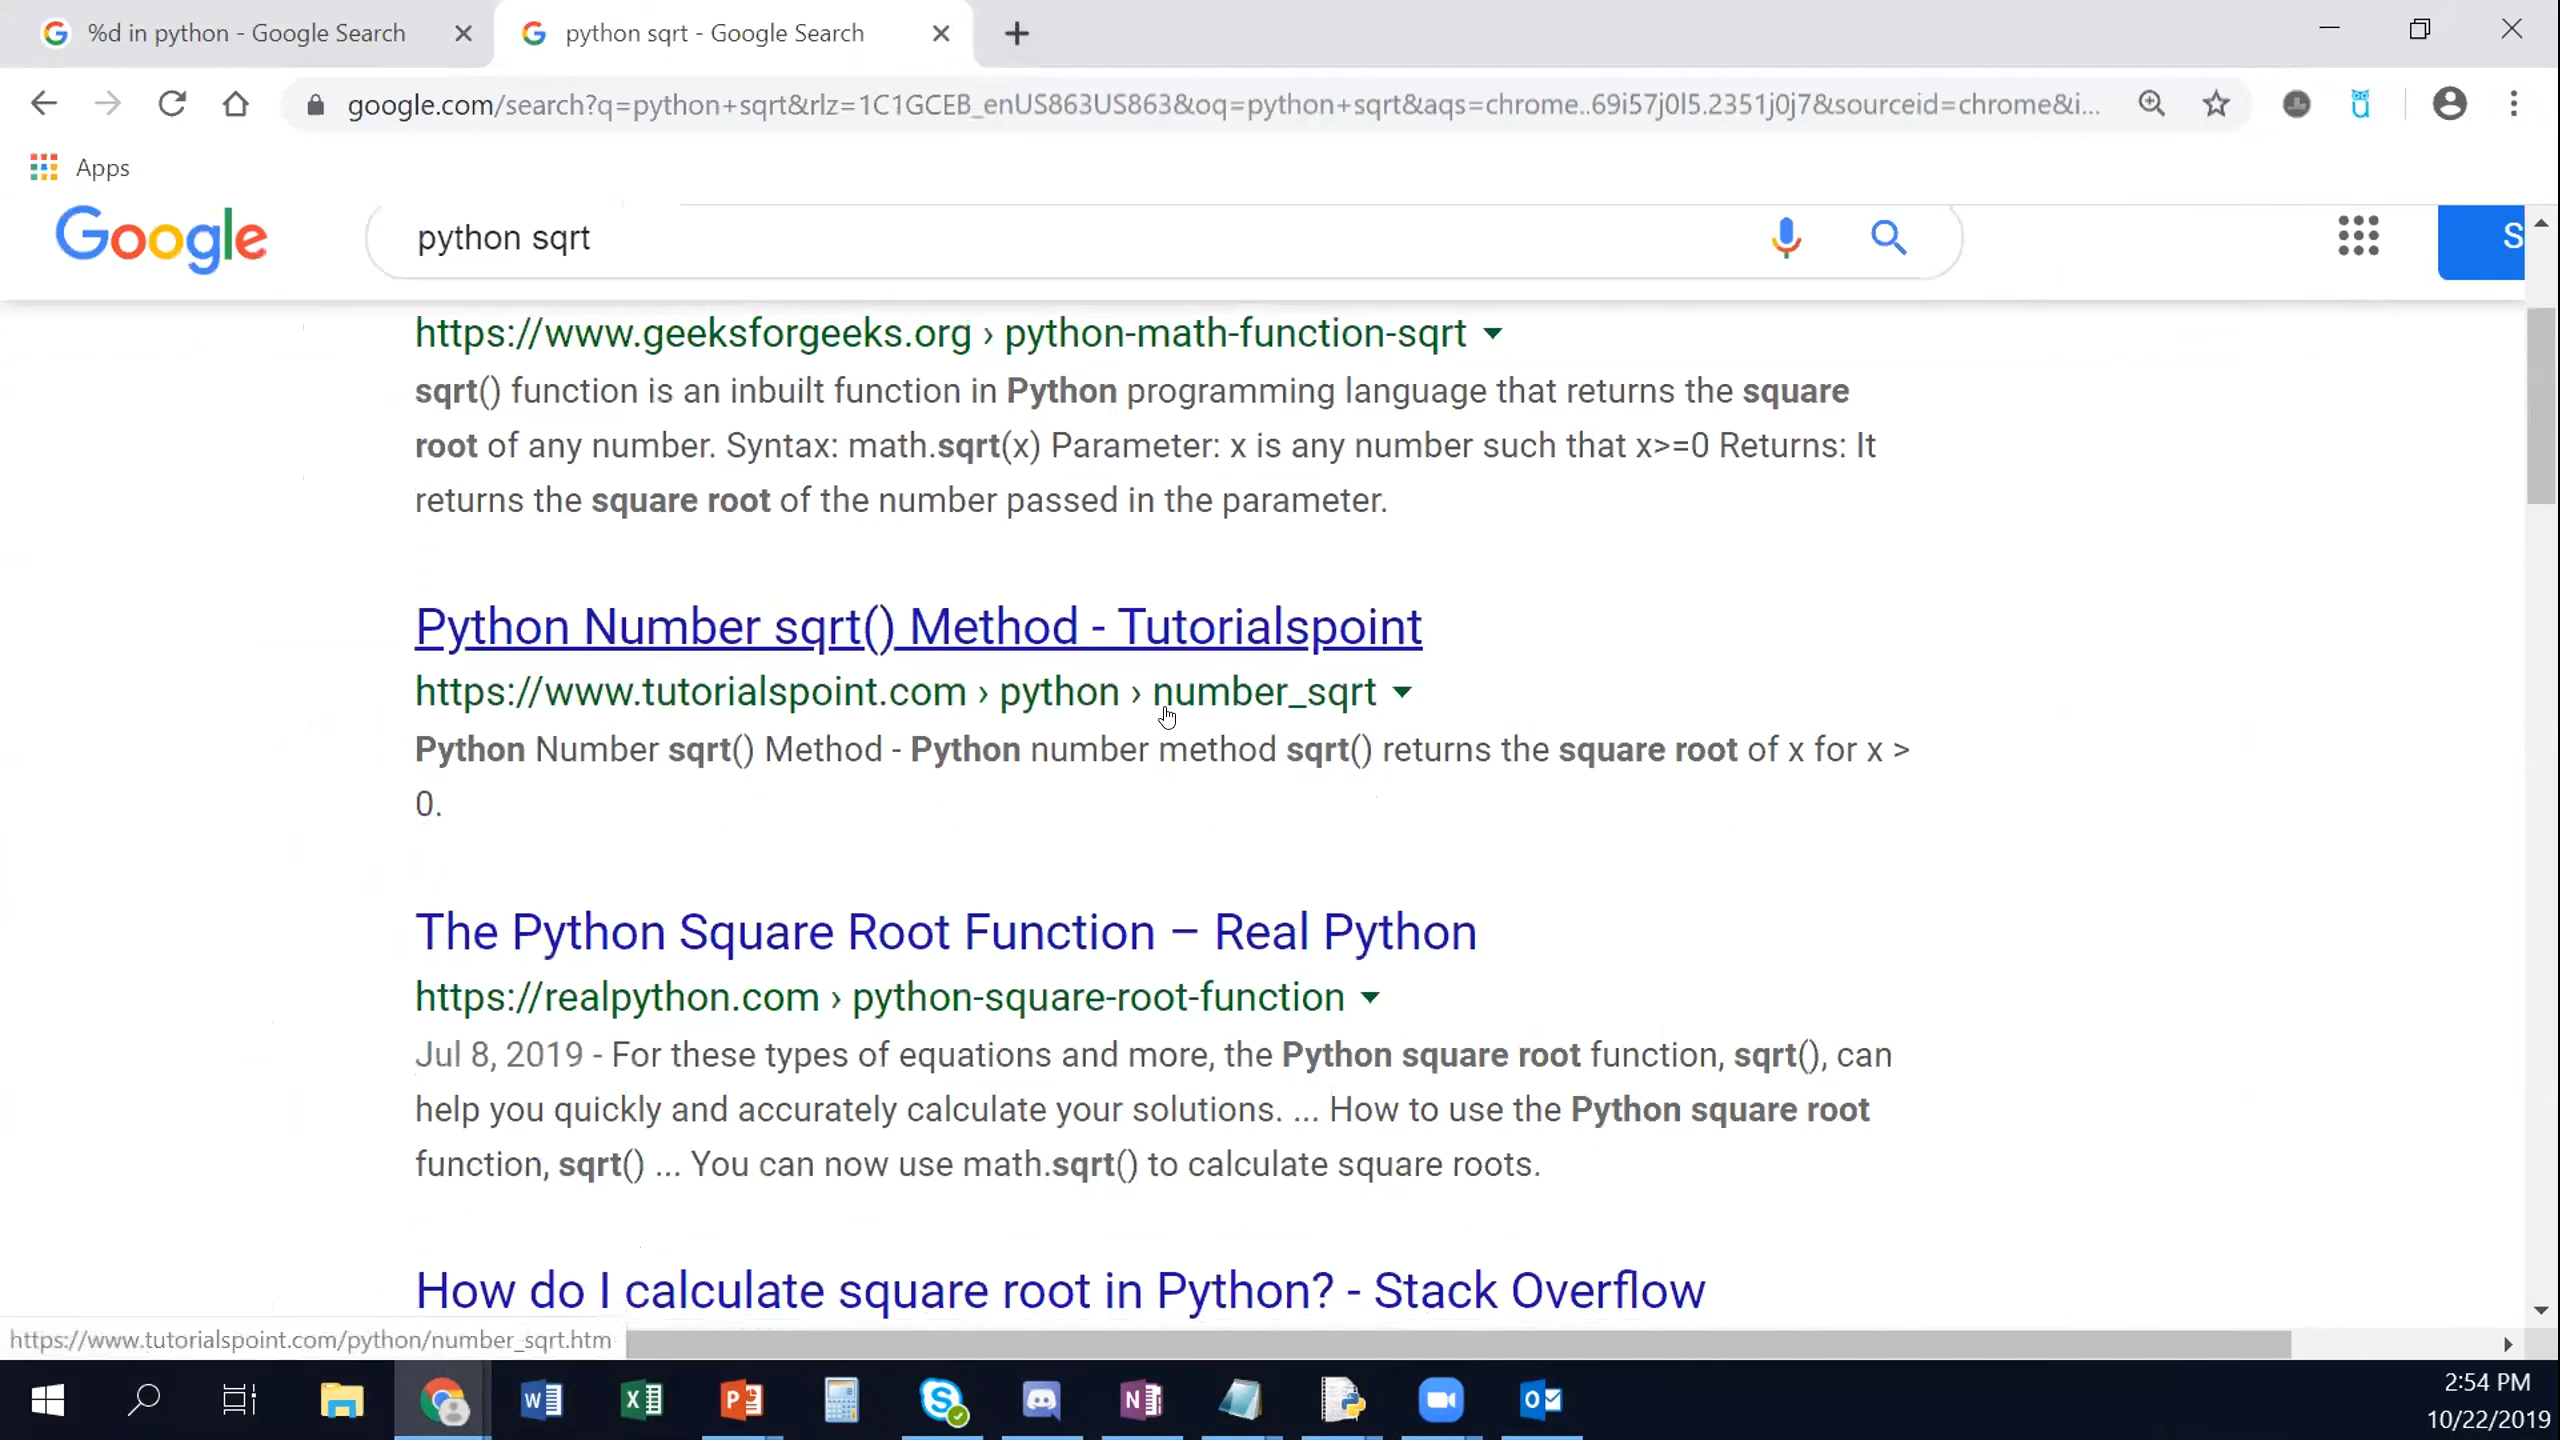 %d in python - Google Search
python sqrt - Google Search
google.com/search?q=python+sqrt&rlz=1C1GCEB_enUS863US863&oq=python+sqrt&aqs=chrome..69i57j0l5.2351j0j7&sourceid=chrome&i...
Apps
Google
python sqrt
S
https://www.geeksforgeeks.org › python-math-function-sqrt
sqrt() function is an inbuilt function in Python programming language that returns the square
root of any number. Syntax: math.sqrt(x) Parameter: x is any number such that x>=0 Returns: It
returns the square root of the number passed in the parameter.
Python Number sqrt() Method - Tutorialspoint
https://www.tutorialspoint.com › python › number_sqrt
Python Number sqrt() Method - Python number method sqrt() returns the square root of x for x >
0.
The Python Square Root Function – Real Python
https://realpython.com › python-square-root-function
Jul 8, 2019 - For these types of equations and more, the Python square root function, sqrt(), can
help you quickly and accurately calculate your solutions. ... How to use the Python square root
function, sqrt() ... You can now use math.sqrt() to calculate square roots.
How do I calculate square root in Python? - Stack Overflow
https://www.tutorialspoint.com/python/number_sqrt.htm
2:54 PM
10/22/2019